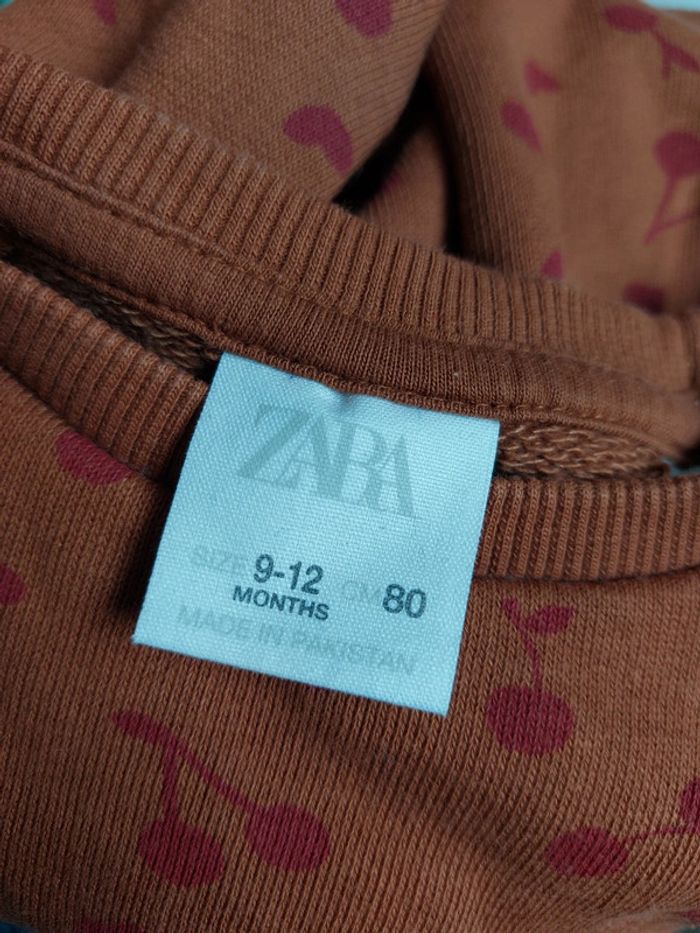 ZARA
SIZE 9-12 CM 80
MONTHS
MADE IN PAKISTAN